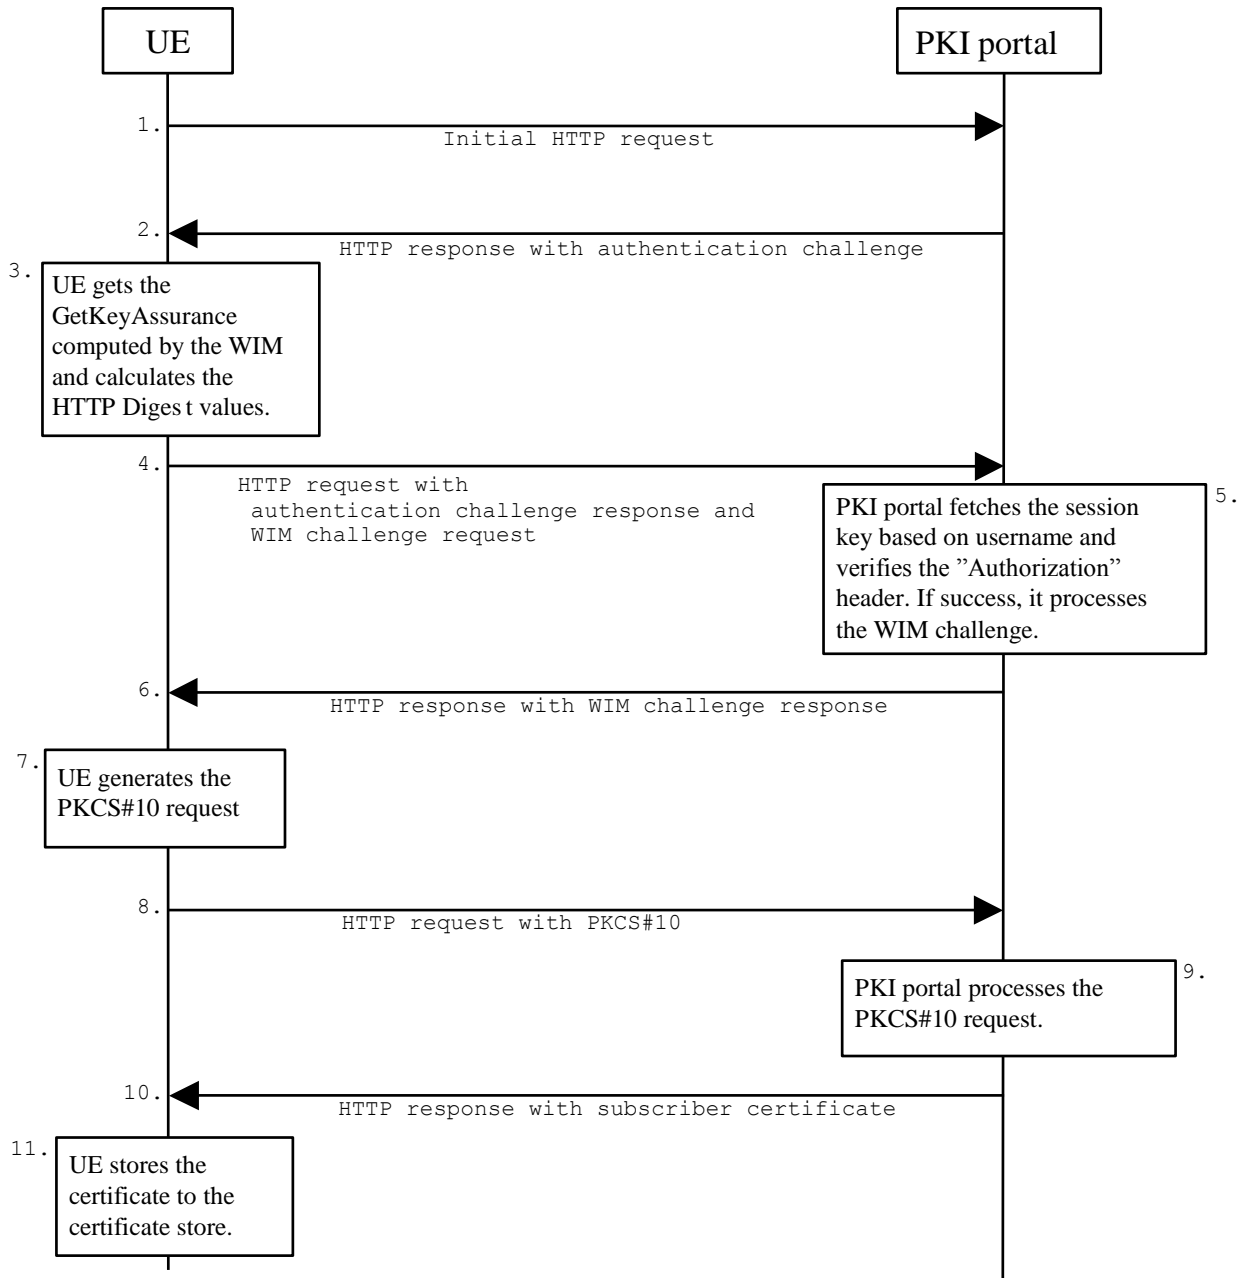 UE
PKI portal
1.
Initial HTTP request
2.
HTTP response with authentication challenge
3.
UE gets the
GetKeyAssurance
computed by the WIM
and calculates the
HTTP Diges t values.
4.
HTTP request with
authentication challenge response and
WIM challenge request
5.
PKI portal fetches the session
key based on username and
verifies the ”Authorization”
header. If success, it processes
the WIM challenge.
6.
HTTP response with WIM challenge response
7.
UE generates the
PKCS#10 request
8.
HTTP request with PKCS#10
9.
PKI portal processes the
PKCS#10 request.
10.
HTTP response with subscriber certificate
11.
UE stores the
certificate to the
certificate store.